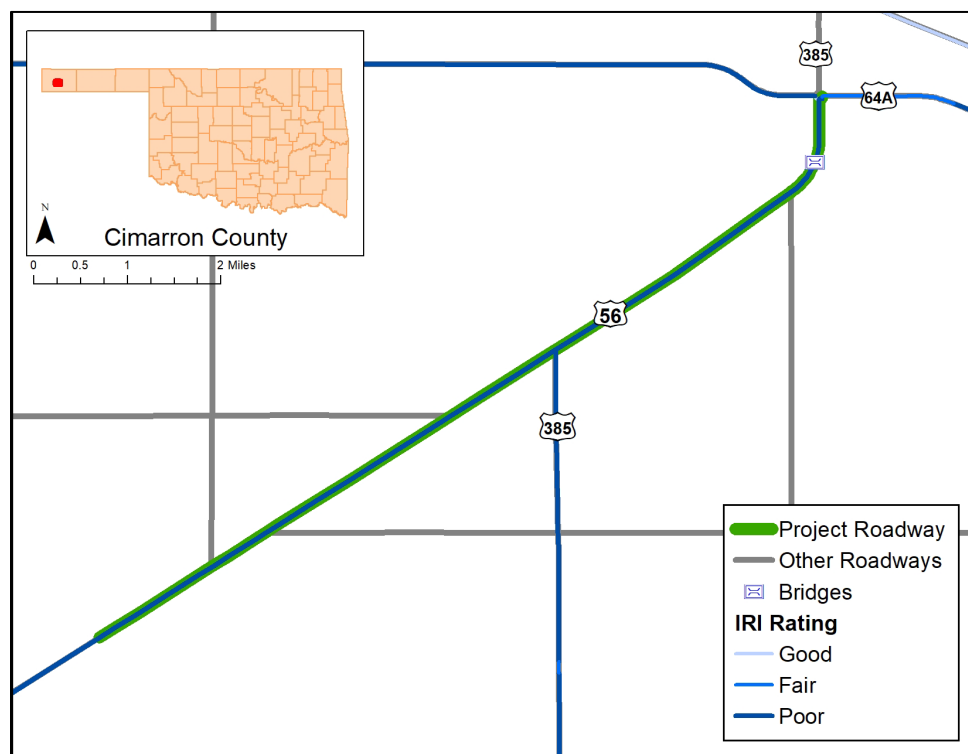 N
Cimarron County
0 0.5 1 2 Miles
385
64A
56
385
Project Roadway
Other Roadways
Bridges
IRI Rating
Good
Fair
Poor